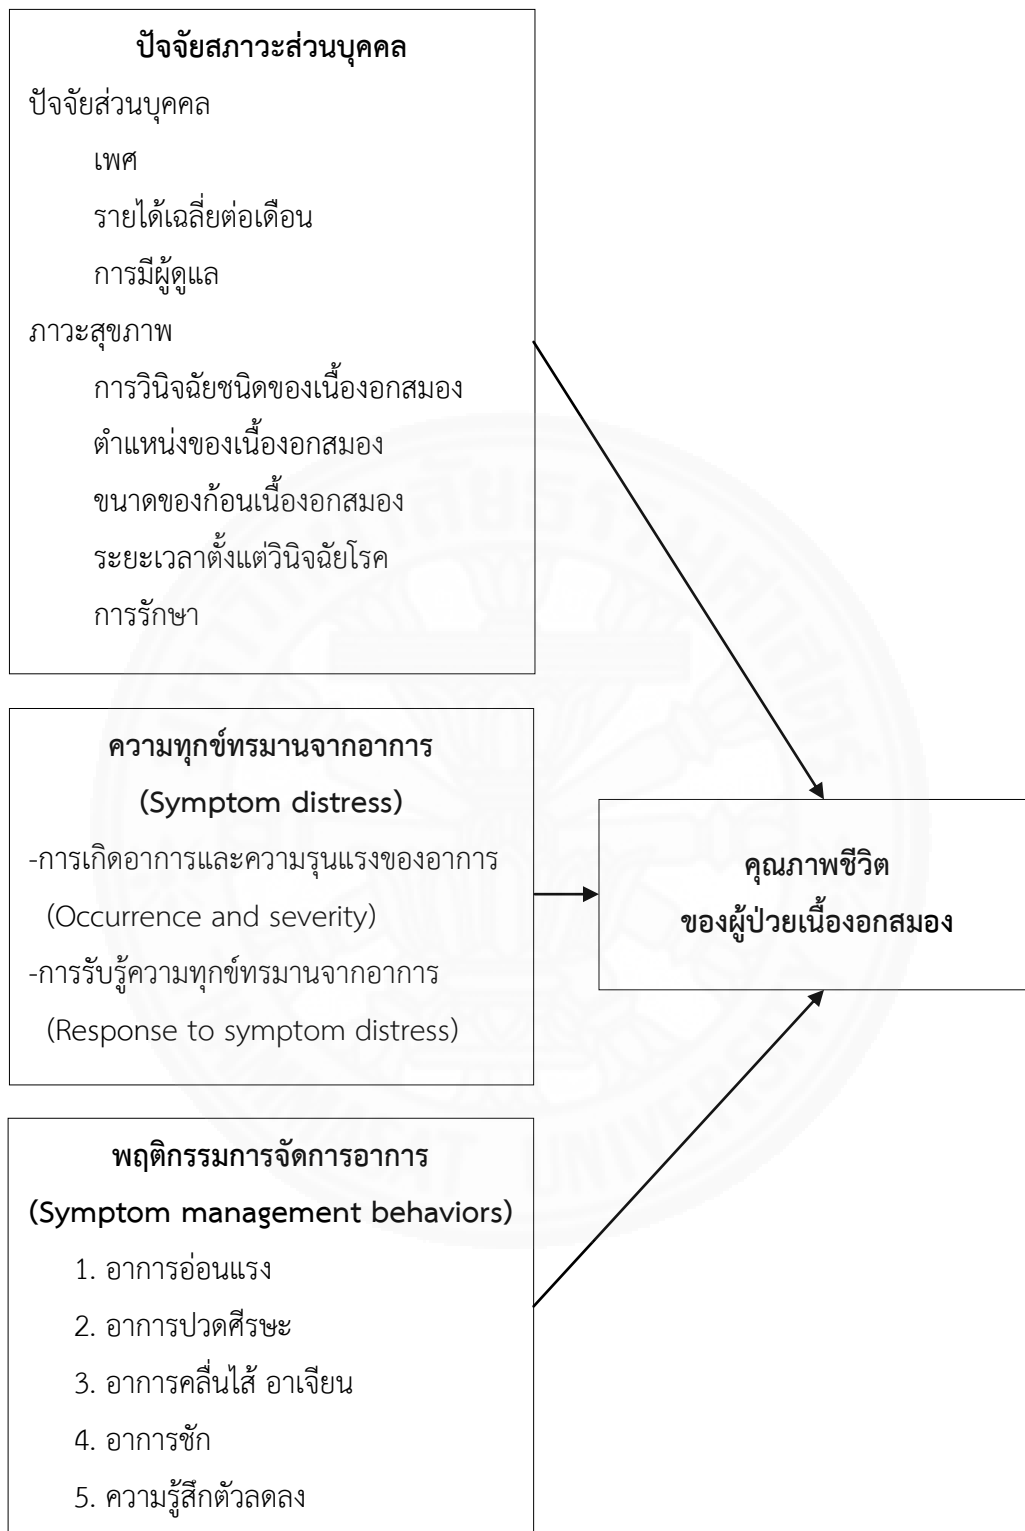 ปัจจัยสภาวะส่วนบุคคล
ปัจจัยส่วนบุคคล
เพศ
รายได้เฉลี่ยต่อเดือน
การมีผู้ดูแล
ภาวะสุขภาพ
การวินิจฉัยชนิดของเนื้องอกสมอง
ตำแหน่งของเนื้องอกสมอง
ขนาดของก้อนเนื้องอกสมอง
ระยะเวลาตั้งแต่วินิจฉัยโรค
การรักษา
ความทุกข์ทรมานจากอาการ
(Symptom distress)
-การเกิดอาการและความรุนแรงของอาการ
(Occurrence and severity)
-การรับรู้ความทุกข์ทรมานจากอาการ
(Response to symptom distress)
คุณภาพชีวิต
ของผู้ป่วยเนื้องอกสมอง
พฤติกรรมการจัดการอาการ
(Symptom management behaviors)
1. อาการอ่อนแรง
2. อาการปวดศีรษะ
3. อาการคลื่นไส้ อาเจียน
4. อาการชัก
5. ความรู้สึกตัวลดลง